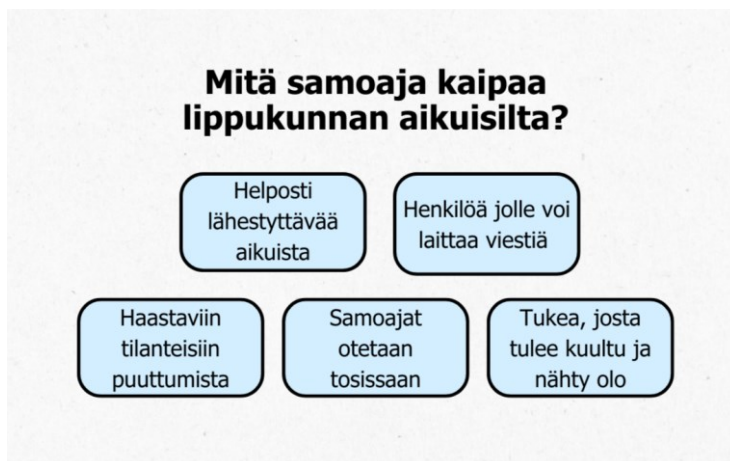 Mitä samoaja kaipaa
lippukunnan aikuisilta?
Helposti
lähestyttävää
aikuista
Henkilöä jolle voi
laittaa viestiä
Haastaviin
tilanteisiin
puuttumista
Samoajat
otetaan
tosissaan
Tukea, josta
tulee kuultu ja
nähty olo